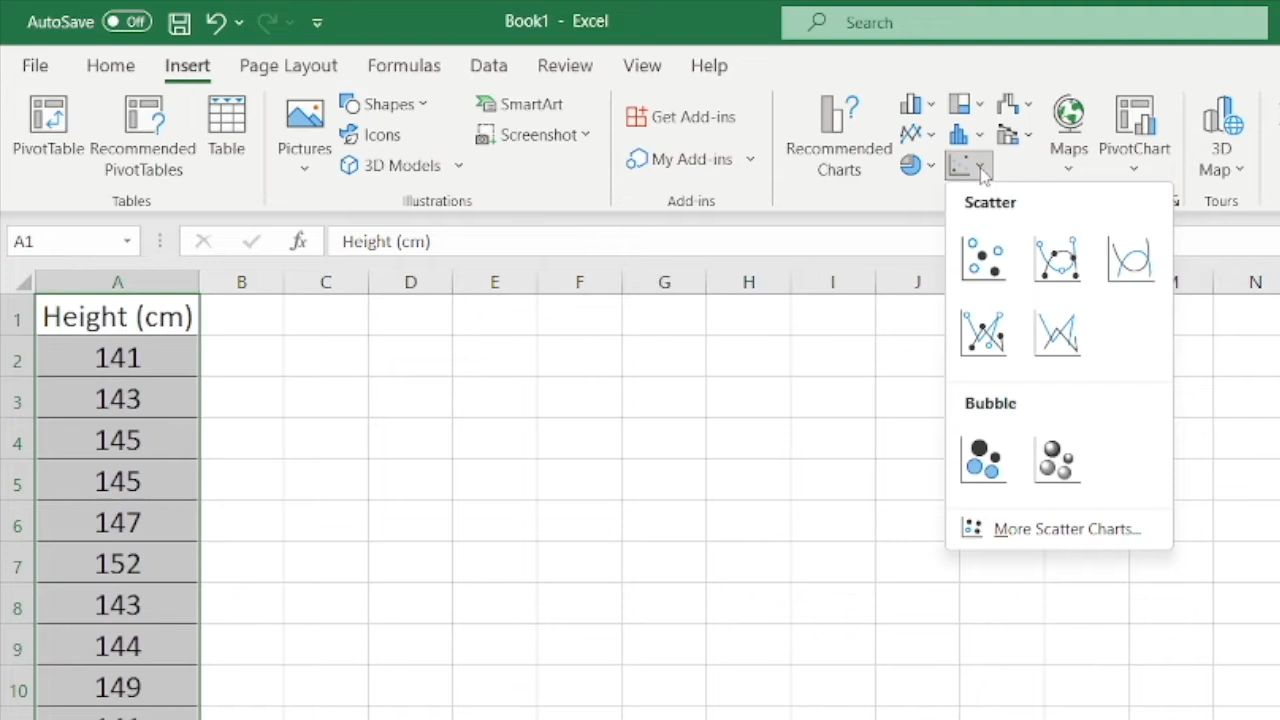 AutoSave Off Book1 - Excel Search
File Home Insert Page Layout Formulas Data Review View Help
PivotTable Recommended PivotTables Table
Tables
Pictures Shapes Icons 3D Models SmartArt Screenshot
Illustrations
Get Add-ins
My Add-ins
Add-ins
Recommended Charts
Maps PivotChart
3D Map
Tours
A1 fx Height (cm)
A B C D E F G H I J M N
1 Height (cm)
2 141
3 143
4 145
5 145
6 147
7 152
8 143
9 144
10 149
Scatter
Bubble
More Scatter Charts...